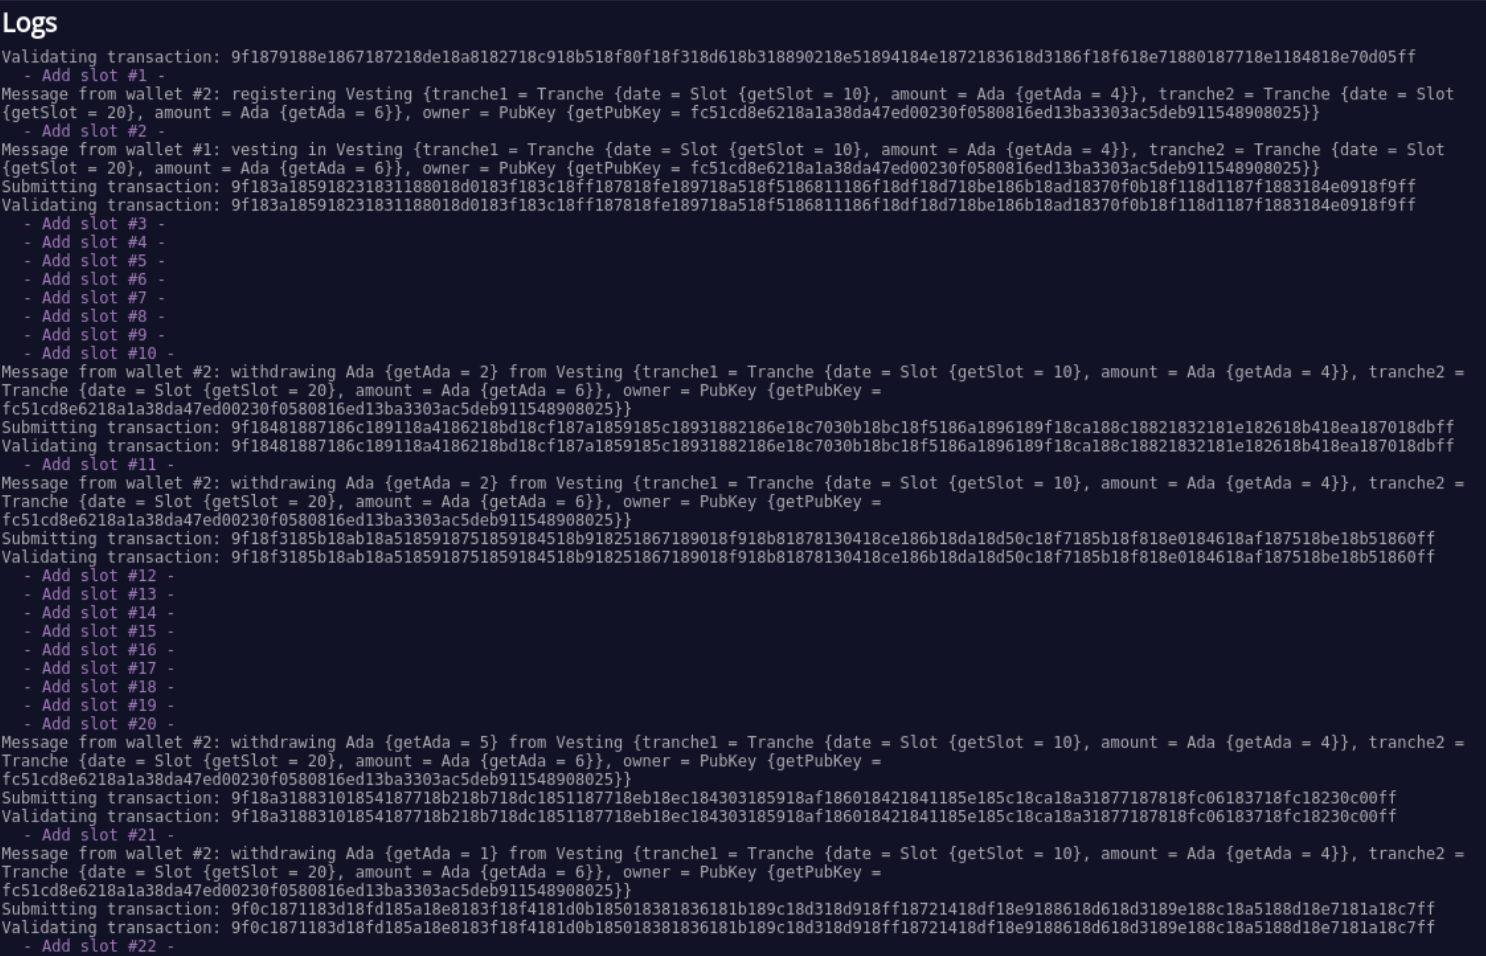 Logs
Validating transaction: 9f1879188e1867187218de18a8182718c918b518f80f18f318d618b318890218e51894184e1872183618d3186f18f618e71880187718e1184818e70d05ff
- Add slot #1 -
Message from wallet #2: registering Vesting {tranche1 = Tranche {date = Slot {getSlot = 10}, amount = Ada {getAda = 4}}, tranche2 = Tranche {date = Slot
{getSlot = 20}, amount = Ada {getAda = 6}}, owner = PubKey {getPubKey = fc51cd8e6218a1a38da47ed00230f0580816ed13ba3303ac5deb911548908025}}
- Add slot #2 -
Message from wallet #1: vesting in Vesting {tranche1 = Tranche {date = Slot {getSlot = 10}, amount = Ada {getAda = 4}}, tranche2 = Tranche {date = Slot
{getSlot = 20}, amount = Ada {getAda = 6}}, owner = PubKey {getPubKey = fc51cd8e6218a1a38da47ed00230f0580816ed13ba3303ac5deb911548908025}}
Submitting transaction: 9f183a185918231831188018d0183f183c18ff187818fe189718a518f5186811186f18df18d718be186b18ad18370f0b18f118d1187f1883184e0918f9ff
Validating transaction: 9f183a185918231831188018d0183f183c18ff187818fe189718a518f5186811186f18df18d718be186b18ad18370f0b18f118d1187f1883184e0918f9ff
- Add slot #3 -
- Add slot #4 -
- Add slot #5 -
- Add slot #6 -
- Add slot #7 -
- Add slot #8 -
- Add slot #9 -
- Add slot #10 -
Message from wallet #2: withdrawing Ada {getAda = 2} from Vesting {tranche1 = Tranche {date = Slot {getSlot = 10}, amount = Ada {getAda = 4}}, tranche2 =
Tranche {date = Slot {getSlot = 20}, amount = Ada {getAda = 6}}, owner = PubKey {getPubKey =
fc51cd8e6218a1a38da47ed00230f0580816ed13ba3303ac5deb911548908025}}
Submitting transaction: 9f18481887186c189118a4186218bd18cf187a1859185c18931882186e18c7030b18bc18f5186a1896189f18ca188c18821832181e182618b418ea187018dbff
Validating transaction: 9f18481887186c189118a4186218bd18cf187a1859185c18931882186e18c7030b18bc18f5186a1896189f18ca188c18821832181e182618b418ea187018dbff
- Add slot #11 -
Message from wallet #2: withdrawing Ada {getAda = 2} from Vesting {tranche1 = Tranche {date = Slot {getSlot = 10}, amount = Ada {getAda = 4}}, tranche2 =
Tranche {date = Slot {getSlot = 20}, amount = Ada {getAda = 6}}, owner = PubKey {getPubKey =
fc51cd8e6218a1a38da47ed00230f0580816ed13ba3303ac5deb911548908025}}
Submitting transaction: 9f18f3185b18ab18a5185918751859184518b918251867189018f918b81878130418ce186b18da18d50c18f7185b18f818e0184618af187518be18b51860ff
Validating transaction: 9f18f3185b18ab18a5185918751859184518b918251867189018f918b81878130418ce186b18da18d50c18f7185b18f818e0184618af187518be18b51860ff
- Add slot #12 -
- Add slot #13 -
- Add slot #14 -
- Add slot #15 -
- Add slot #16 -
- Add slot #17 -
- Add slot #18 -
- Add slot #19 -
- Add slot #20 -
Message from wallet #2: withdrawing Ada {getAda = 5} from Vesting {tranche1 = Tranche {date = Slot {getSlot = 10}, amount = Ada {getAda = 4}}, tranche2 =
Tranche {date = Slot {getSlot = 20}, amount = Ada {getAda = 6}}, owner = PubKey {getPubKey =
fc51cd8e6218a1a38da47ed00230f0580816ed13ba3303ac5deb911548908025}}
Submitting transaction: 9f18a31883101854187718b218b718dc1851187718eb18ec184303185918af186018421841185e185c18ca18a31877187818fc06183718fc18230c00ff
Validating transaction: 9f18a31883101854187718b218b718dc1851187718eb18ec184303185918af186018421841185e185c18ca18a31877187818fc06183718fc18230c00ff
- Add slot #21 -
Message from wallet #2: withdrawing Ada {getAda = 1} from Vesting {tranche1 = Tranche {date = Slot {getSlot = 10}, amount = Ada {getAda = 4}}, tranche2 =
Tranche {date = Slot {getSlot = 20}, amount = Ada {getAda = 6}}, owner = PubKey {getPubKey =
fc51cd8e6218a1a38da47ed00230f0580816ed13ba3303ac5deb911548908025}}
Submitting transaction: 9f0c1871183d18fd185a18e8183f18f4181d0b185018381836181b189c18d318d918ff18721418df18e9188618d618d3189e188c18a5188d18e7181a18c7ff
Validating transaction: 9f0c1871183d18fd185a18e8183f18f4181d0b185018381836181b189c18d318d918ff18721418df18e9188618d618d3189e188c18a5188d18e7181a18c7ff
- Add slot #22 -